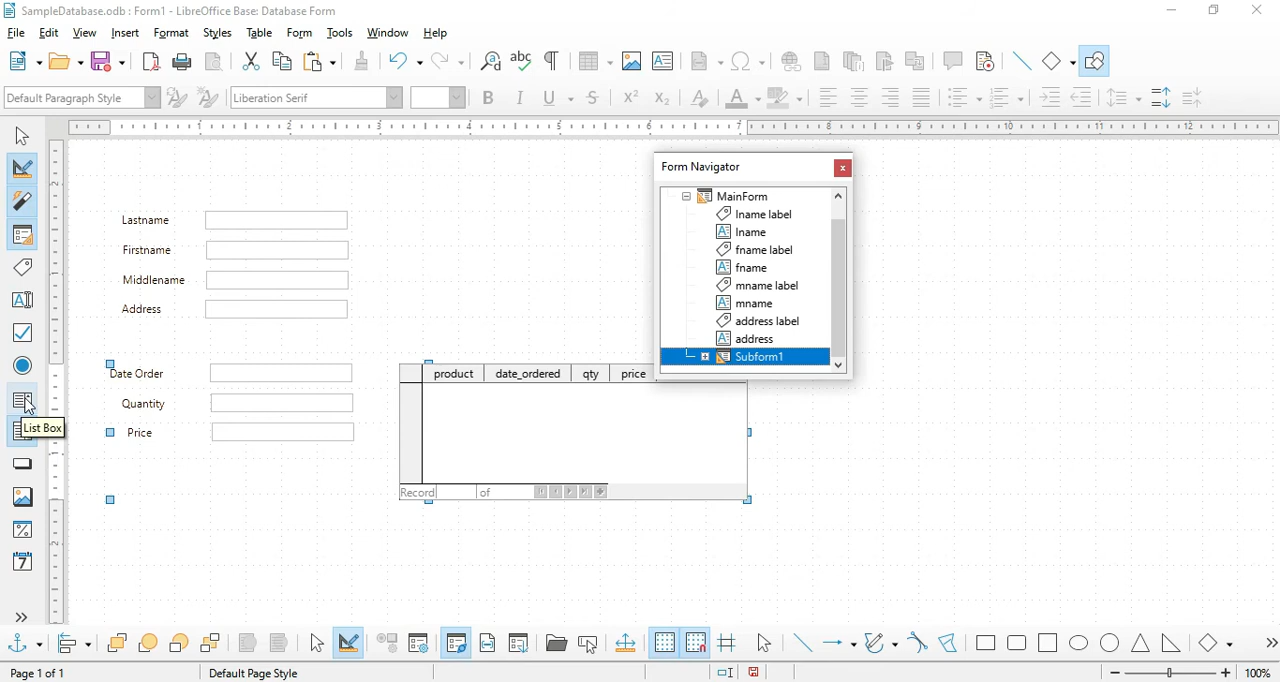 SampleDatabase.odb : Form1 - LibreOffice Base: Database Form
File Edit View Insert Format Styles Table Form Tools Window Help
Default Paragraph Style Liberation Serif
Form Navigator
MainForm
lname label
lname
fname label
fname
mname label
mname
address label
address
Subform1
Lastname
Firstname
Middlename
Address
Date Order
Quantity
Price
product date_ordered qty price
Record of
List Box
Page 1 of 1 Default Page Style 100%